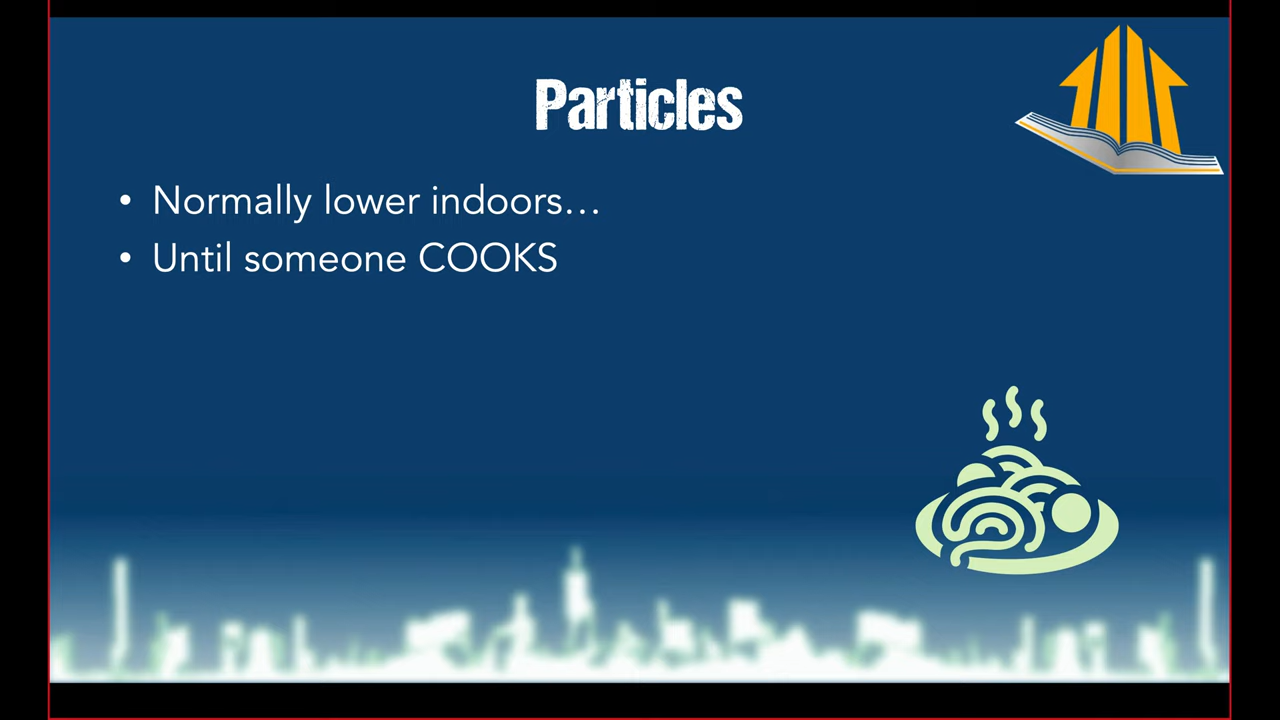 Particles
• Normally lower indoors…
• Until someone COOKS